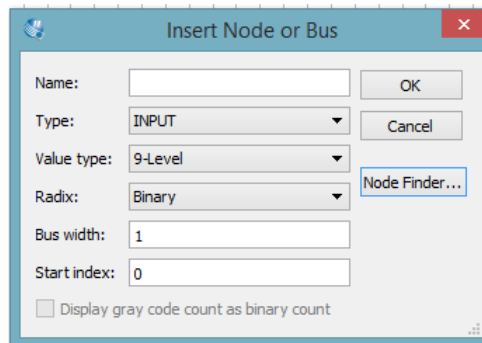 Insert Node or Bus
Name:
OK
Type: INPUT
Cancel
Value type: 9-Level
Node Finder...
Radix: Binary
Bus width: 1
Start index: 0
Display gray code count as binary count